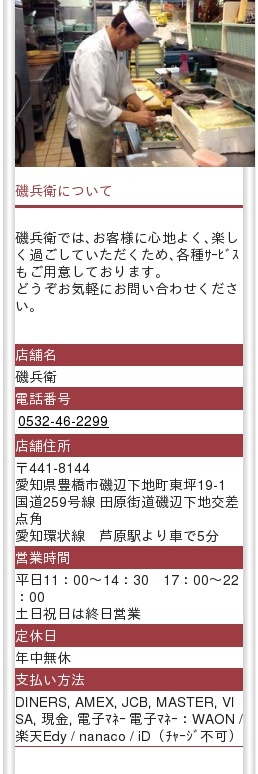 磯兵衛について
磯兵衛では､お客様に心地よく､楽し
く過ごしていただくため､各種ｻｰﾋﾞｽ
もご用意しております。
どうぞお気軽にお問い合わせくださ
い。
店舗名
磯兵衛
電話番号
0532-46-2299
店舗住所
〒441-8144
愛知県豊橋市磯辺下地町東坪19-1
国道259号線 田原街道磯辺下地交差
点角
愛知環状線　芦原駅より車で5分
営業時間
平日11：00～14：30　17：00～22
：00
土日祝日は終日営業
定休日
年中無休
支払い方法
DINERS, AMEX, JCB, MASTER, VI
SA, 現金, 電子ﾏﾈｰ 電子ﾏﾈｰ：WAON /
楽天Edy / nanaco / iD（ﾁｬｰｼﾞ不可）